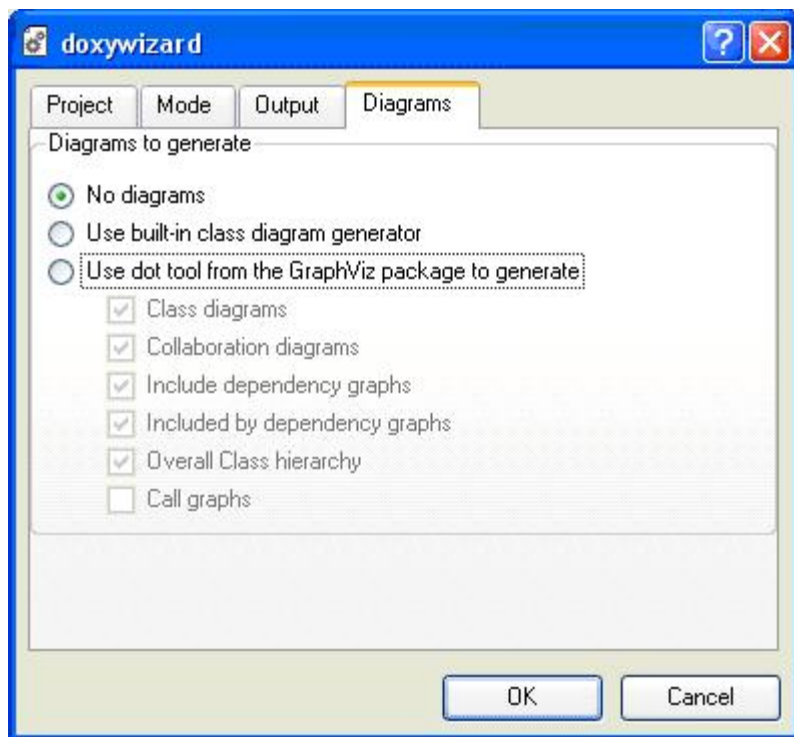 doxywizard
Project Mode Output Diagrams
Diagrams to generate
No diagrams
Use built-in class diagram generator
Use dot tool from the GraphViz package to generate
Class diagrams
Collaboration diagrams
Include dependency graphs
Included by dependency graphs
Overall Class hierarchy
Call graphs
OK Cancel